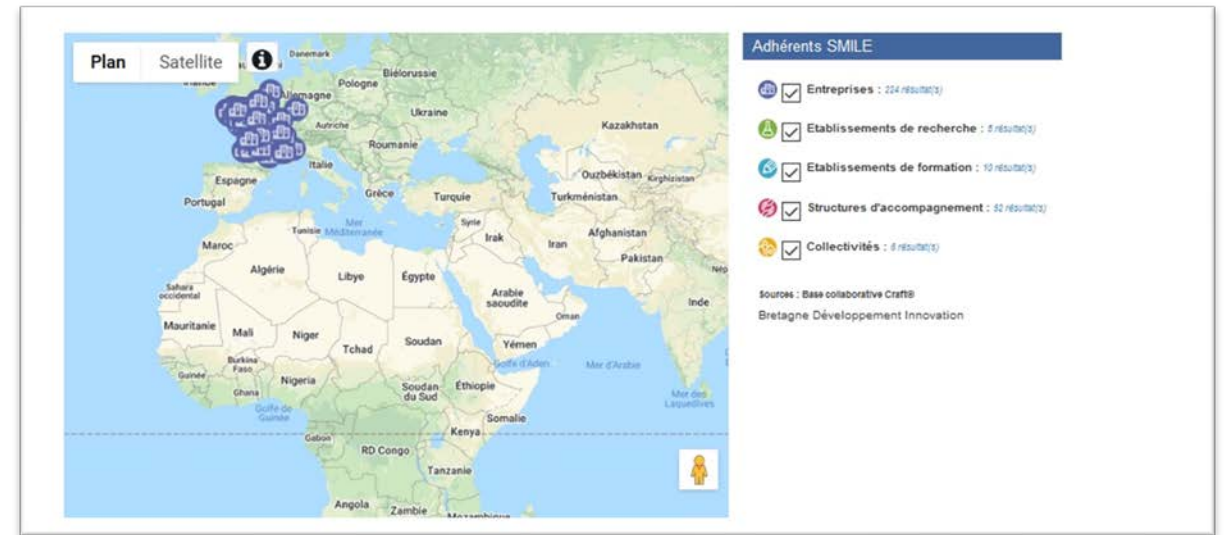 Plan
Satellite
Danemark
Biélorussie
Pologne
Allemagne
Ukraine
Kazakhstan
Autriche
Roumanie
Italie
Ouzbékistan
Kirghizistan
Espagne
Grèce
Turquie
Turkménistan
Portugal
Mer Méditerranée
Tunisie
Syrie
Irak
Iran
Afghanistan
Maroc
Pakistan
Algérie
Libye
Égypte
Sahara occidental
Arabie saoudite
Inde
Oman
Mauritanie
Mali
Niger
Tchad
Soudan
Yémen
Golfe d'Aden
Mer d'Arabie
Burkina Faso
Guinée
Nigeria
Ghana
Soudan du Sud
Éthiopie
Mer des Laquedives
Golfe de Guinée
Somalie
Gabon
Kenya
RD Congo
Tanzanie
Angola
Zambie
Adhérents SMILE
Entreprises : 224 résultat(s)
Etablissements de recherche : résultat(s)
Etablissements de formation : 10 résultat(s)
Structures d'accompagnement : 52 résultat(s)
Collectivités : résultat(s)
Sources : Base collaborative Craft®
Bretagne Développement Innovation